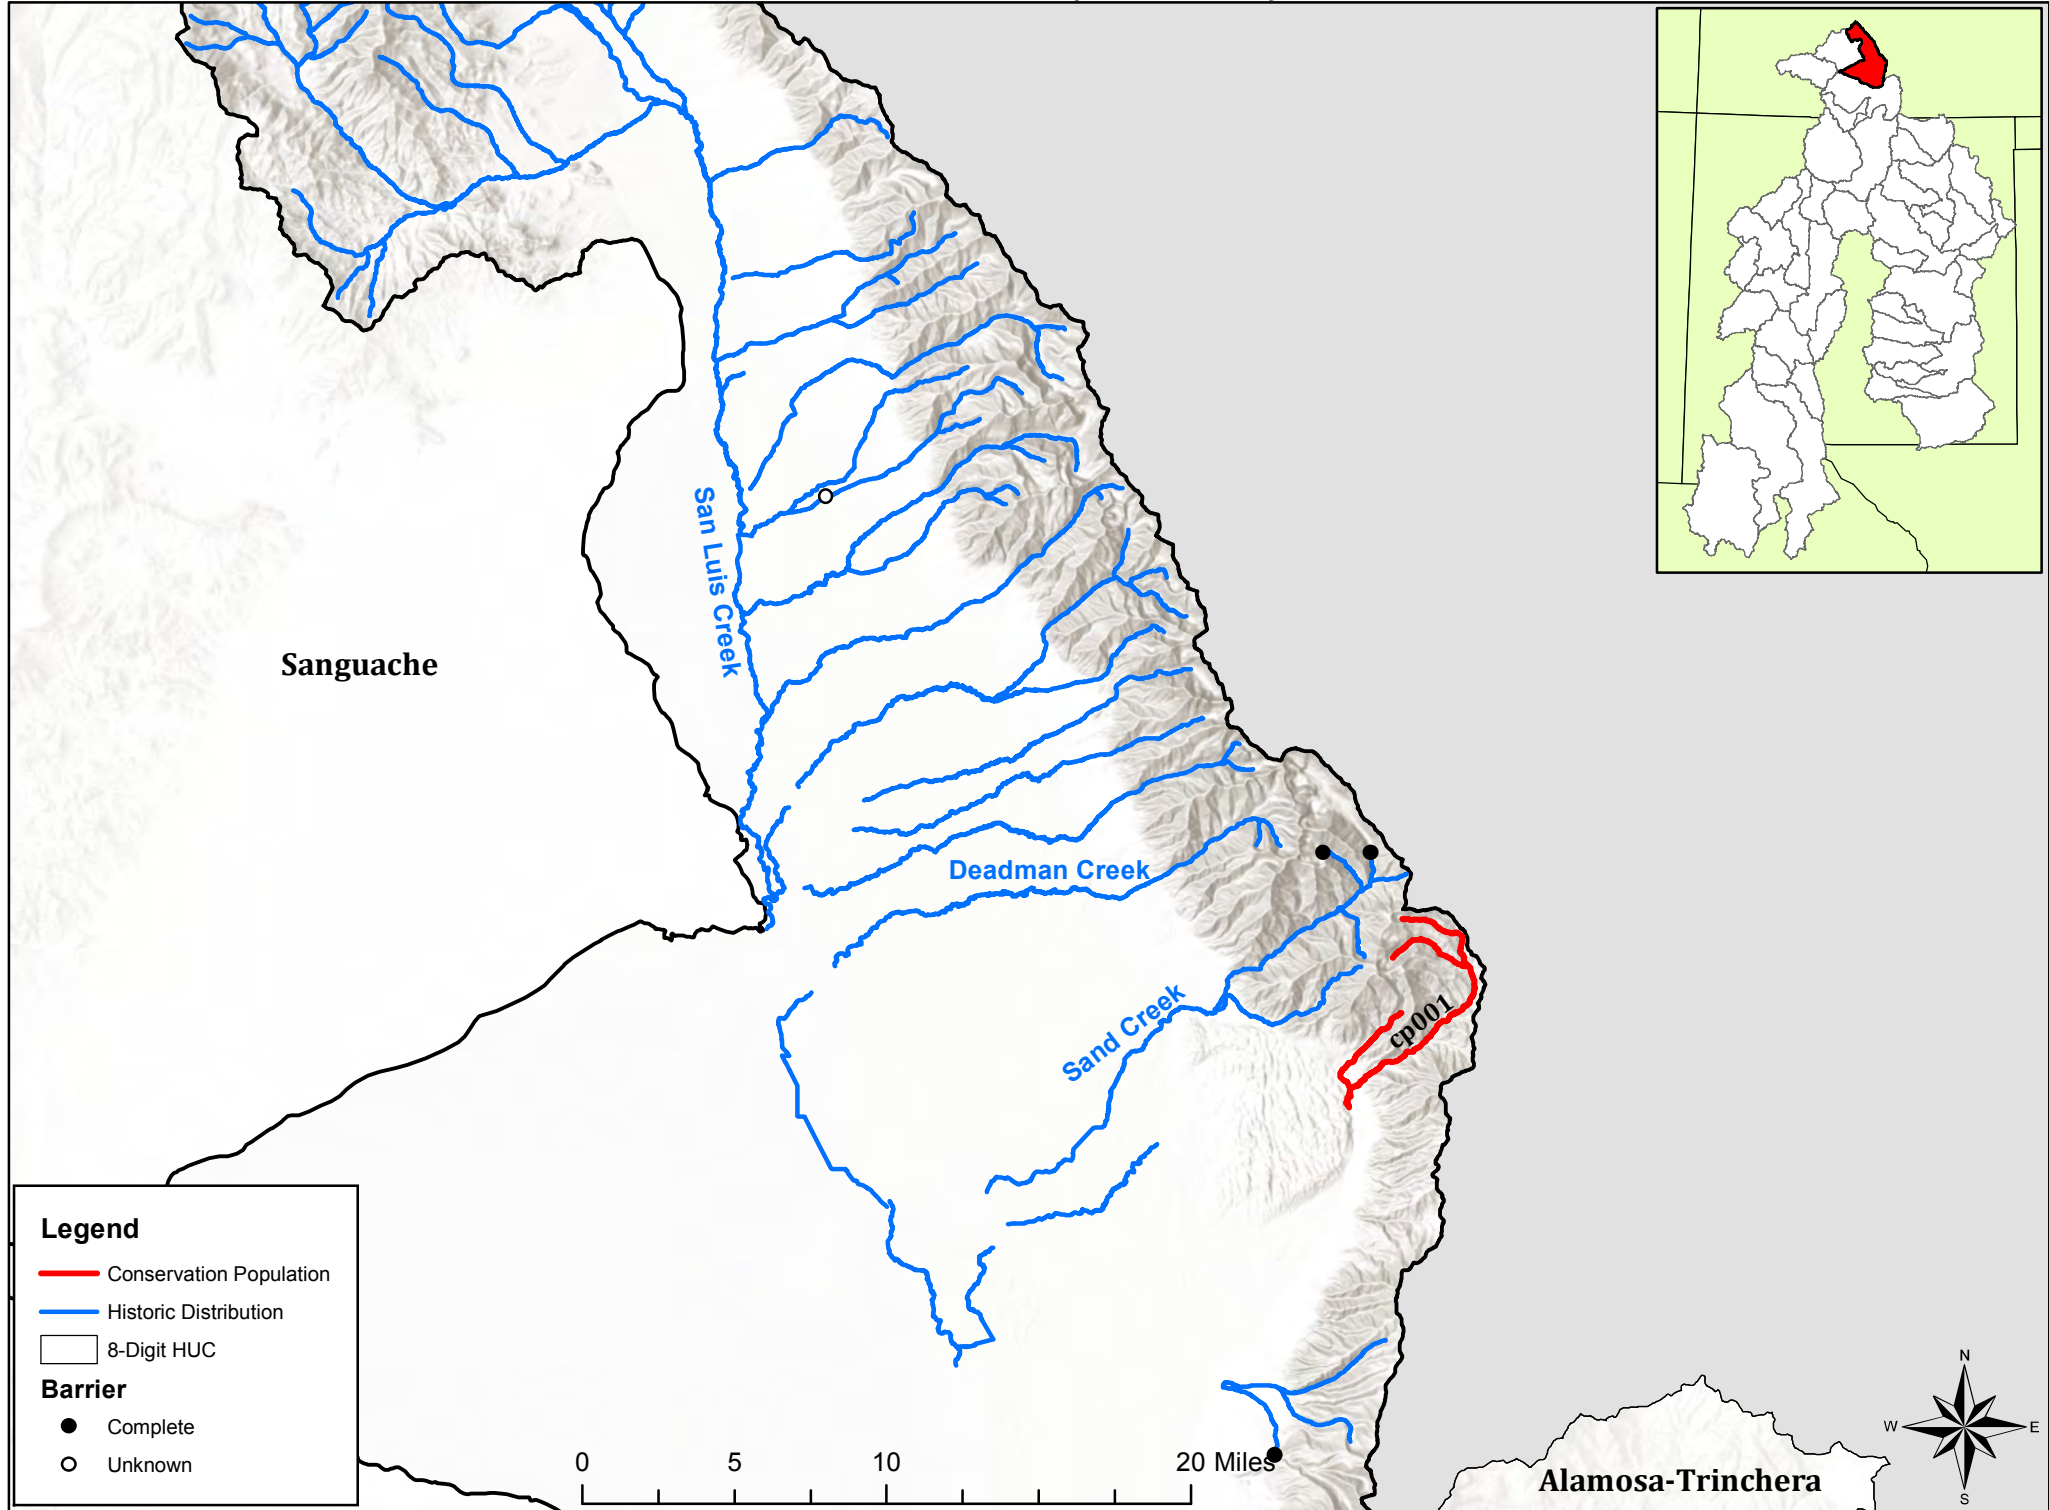 San Luis Creek
Sanguache
Deadman Creek
Sand Creek
cp001
Legend
Conservation Population
Historic Distribution
8-Digit HUC
Barrier
Complete
Unknown
0 5 10 20 Miles
Alamosa-Trinchera
N
W E
S